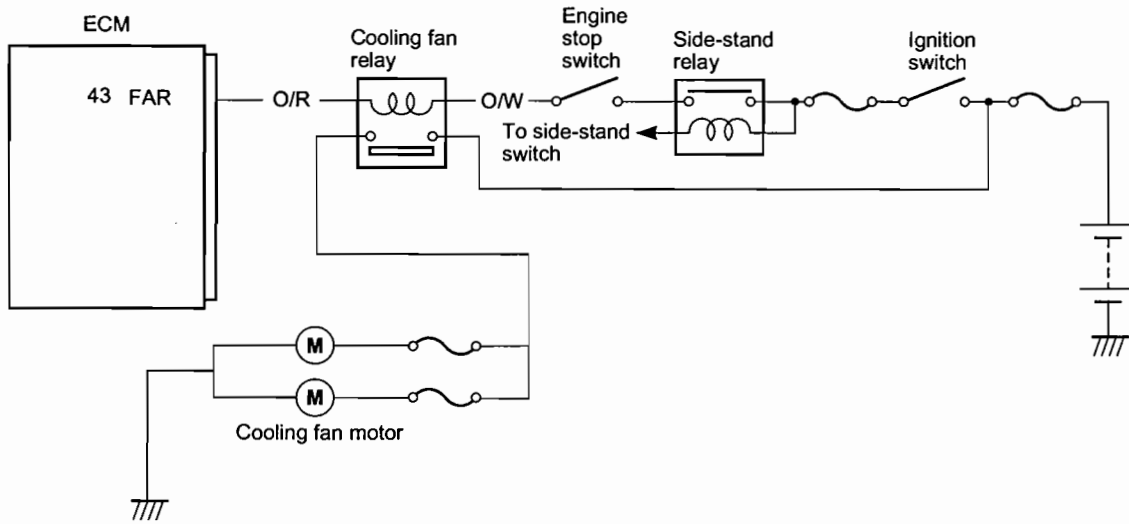 ECM
43 FAR
O/R
Cooling fan
relay
O/W
Engine
stop
switch
Side-stand
relay
Ignition
switch
To side-stand
switch
M
M
Cooling fan motor